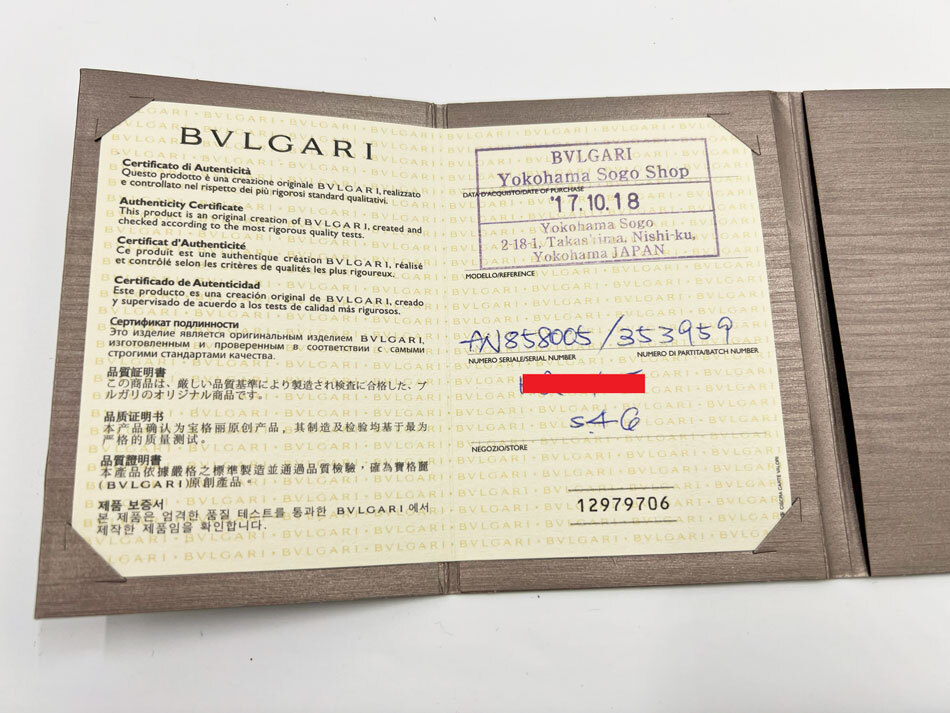 BVLGARI
Certificato di Autenticità
Questo prodotto è una creazione originale BVLGARI, realizzato
e controllato nel rispetto dei più rigorosi standard qualitativi.
Authenticity Certificate
This product is an original creation of BVLGARI, created and
checked according to the most rigorous quality tests.
Certificat d'Authenticité
Ce produit est une authentique création BVLGARI, réalisé
et contrôlé selon les critères de qualités les plus rigoureux.
Certificado de Autenticidad
Este producto es una creación original de BVLGARI, creado
y supervisado de acuerdo a los tests de calidad más rigurosos.
Сертификат подлинности
Это изделие является оригинальным изделием BVLGARI,
изготовленным и проверенным в соответствии с самыми
строгими стандартами качества.
品質証明書
この商品は、厳しい品質基準により製造され検査に合格した、ブ
ルガリのオリジナル商品です。
品质证明书
本产品确认为宝格丽原创产品，其制造及检验均基于最为
严格的质量测试。
品質證明書
本產品依據嚴格之標準製造並通過品質檢驗，確為寶格麗
(BVLGARI)原創產品。
제품 보증서
본 제품은 엄격한 품질 테스트를 통과한 BVLGARI에서
제작한 제품임을 확인합니다.
BVLGARI
Yokohama Sogo Shop
DATA D'ACQUISTO/DATE OF PURCHASE
'17.10.18
Yokohama Sogo
2-18-1, Takashima, Nishi-ku,
Yokohama JAPAN
MODELLO/REFERENCE
AN858005/353959
NUMERO SERIALE/SERIAL NUMBER NUMERO DI PARTITA/BATCH NUMBER
S46
NEGOZIO/STORE
12979706